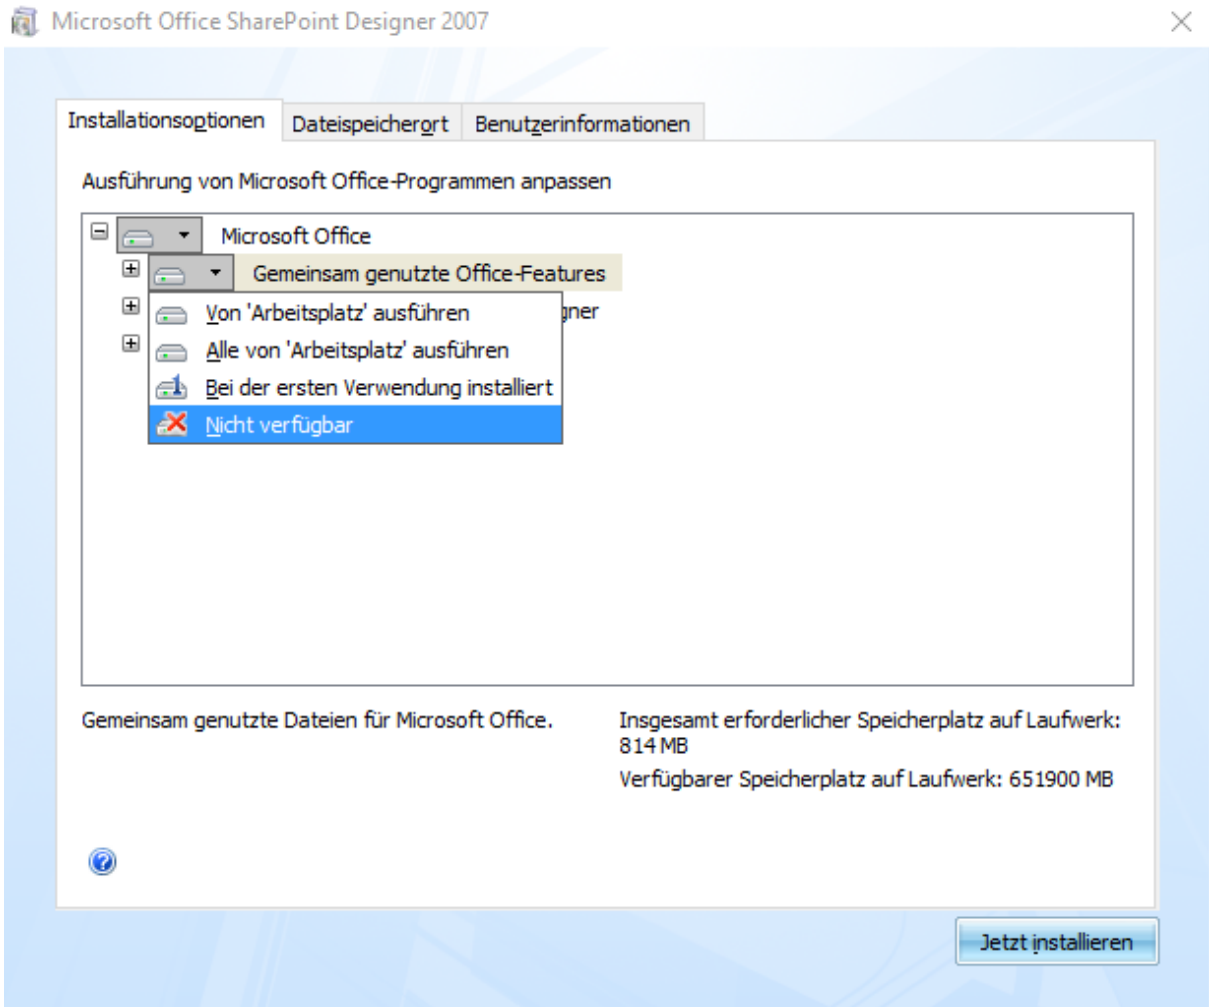 Microsoft Office SharePoint Designer 2007
Installationsoptionen
Dateispeicherort
Benutzerinformationen
Ausführung von Microsoft Office-Programmen anpassen
Microsoft Office
Gemeinsam genutzte Office-Features
Von 'Arbeitsplatz' ausführen
Alle von 'Arbeitsplatz' ausführen
Bei der ersten Verwendung installiert
Nicht verfügbar
Gemeinsam genutzte Dateien für Microsoft Office.
Insgesamt erforderlicher Speicherplatz auf Laufwerk:
814 MB
Verfügbarer Speicherplatz auf Laufwerk: 651900 MB
Jetzt installieren